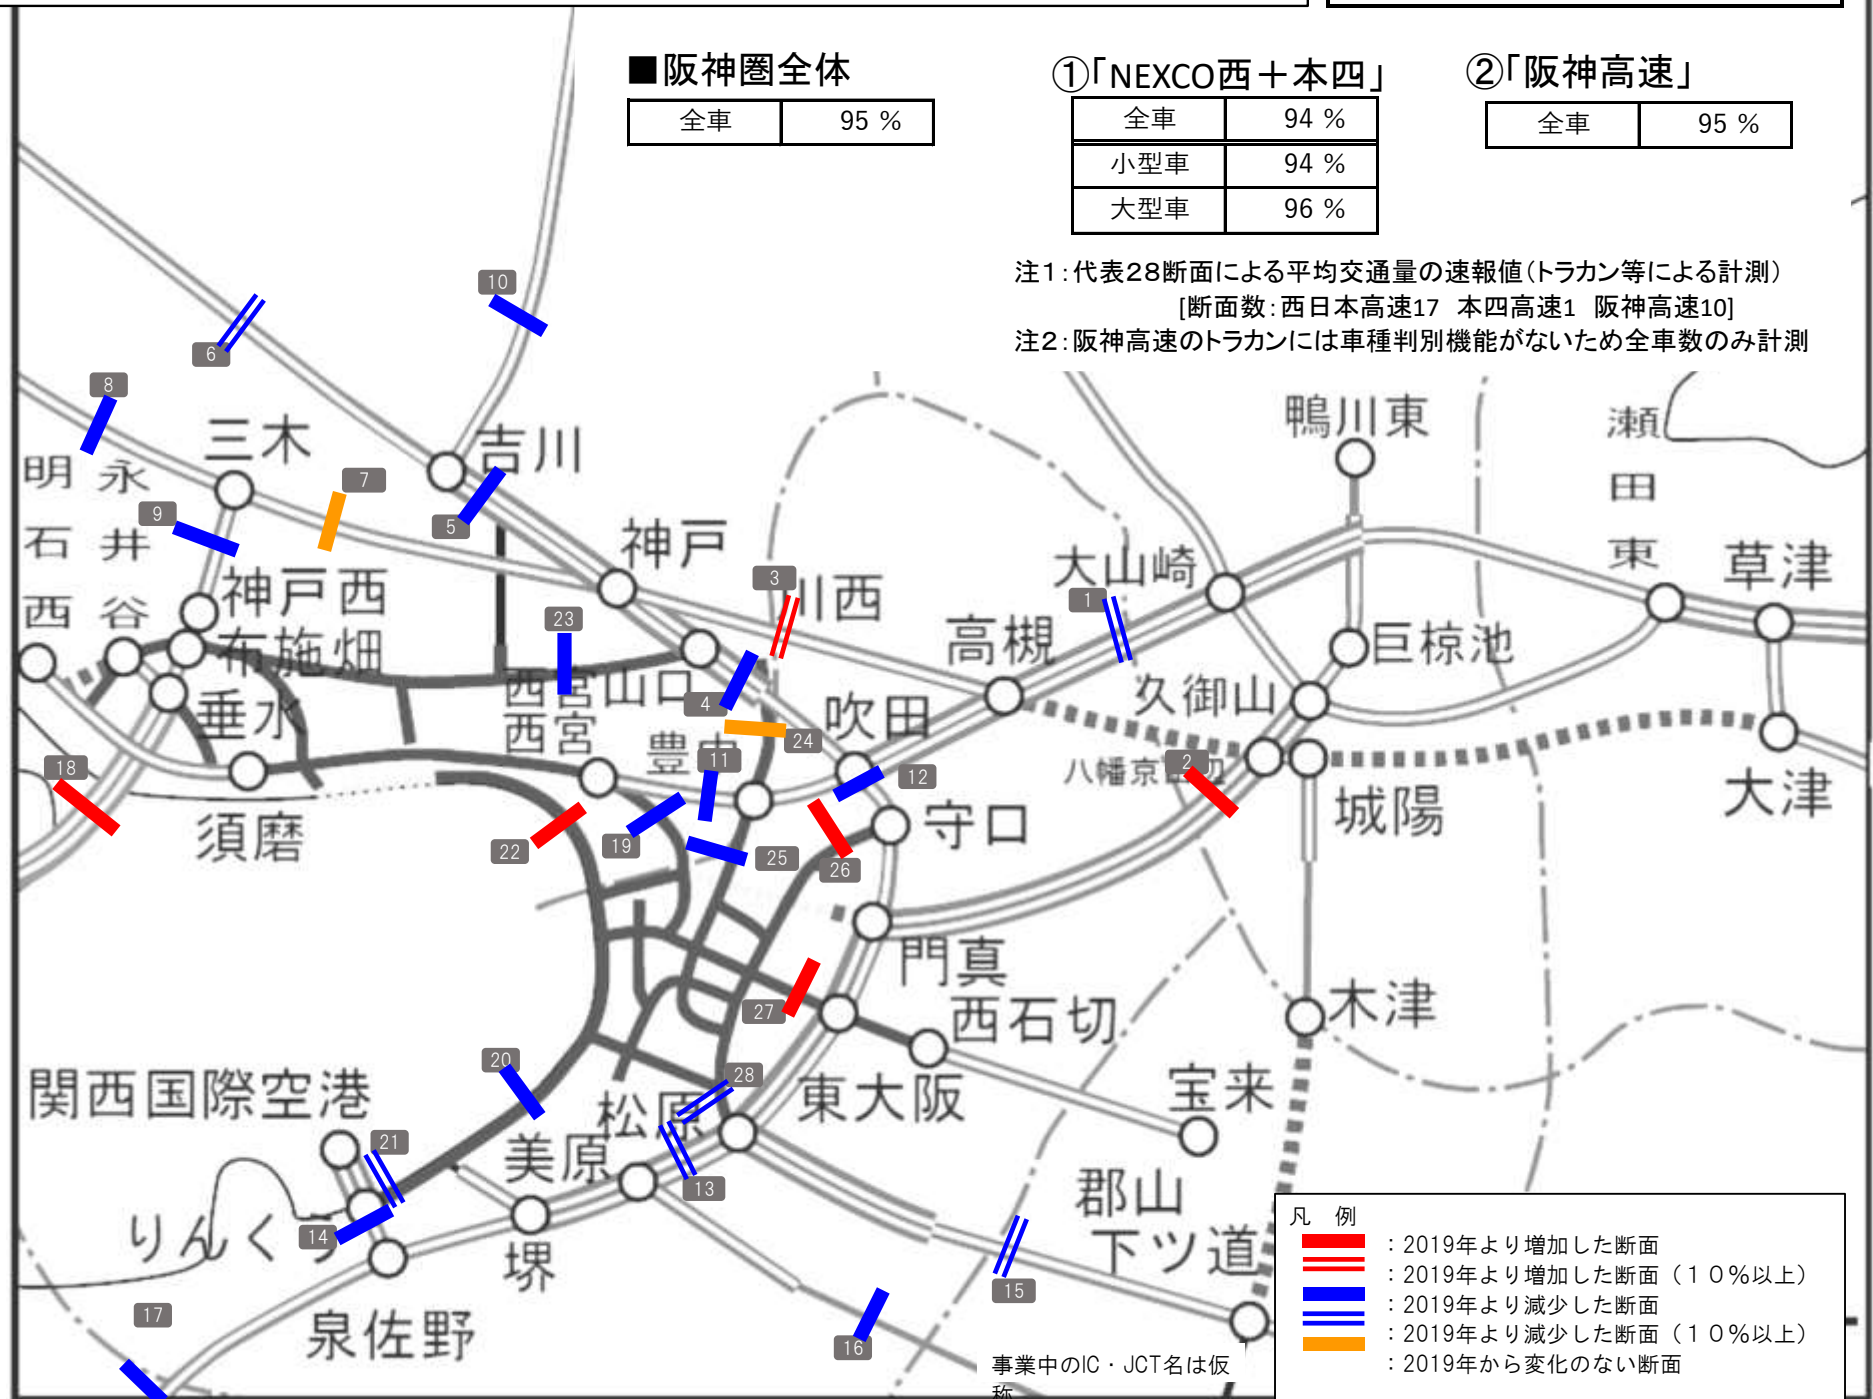 ■阪神圏全体
全車 95 %
①「NEXCO西＋本四」
全車 94 %
小型車 94 %
大型車 96 %
②「阪神高速」
全車 95 %
注1：代表28断面による平均交通量の速報値（トラカン等による計測）
[断面数：西日本高速17 本四高速1 阪神高速10]
注2：阪神高速のトラカンには車種判別機能がないため全車数のみ計測
10
6
8
三木
吉川
鴨川東
瀬田東
明石西
永井谷
7
9
5
神戸
大山崎
草津
神戸西
3
川西
1
布施畑
23
高槻
巨椋池
西宮山口
4
久御山
垂水
西宮
吹田
豊中
24
11
12
八幡京田辺
2
18
城陽
大津
須磨
22
19
25
26
守口
門真
27
西石切
木津
20
28
東大阪
宝来
関西国際空港
松原
21
美原
13
郡山下ツ道
りんくう
14
堺
15
17
泉佐野
16
事業中のIC・JCT名は仮
称
凡 例
：2019年より増加した断面
：2019年より増加した断面（１０％以上）
：2019年より減少した断面
：2019年より減少した断面（１０％以上）
：2019年から変化のない断面